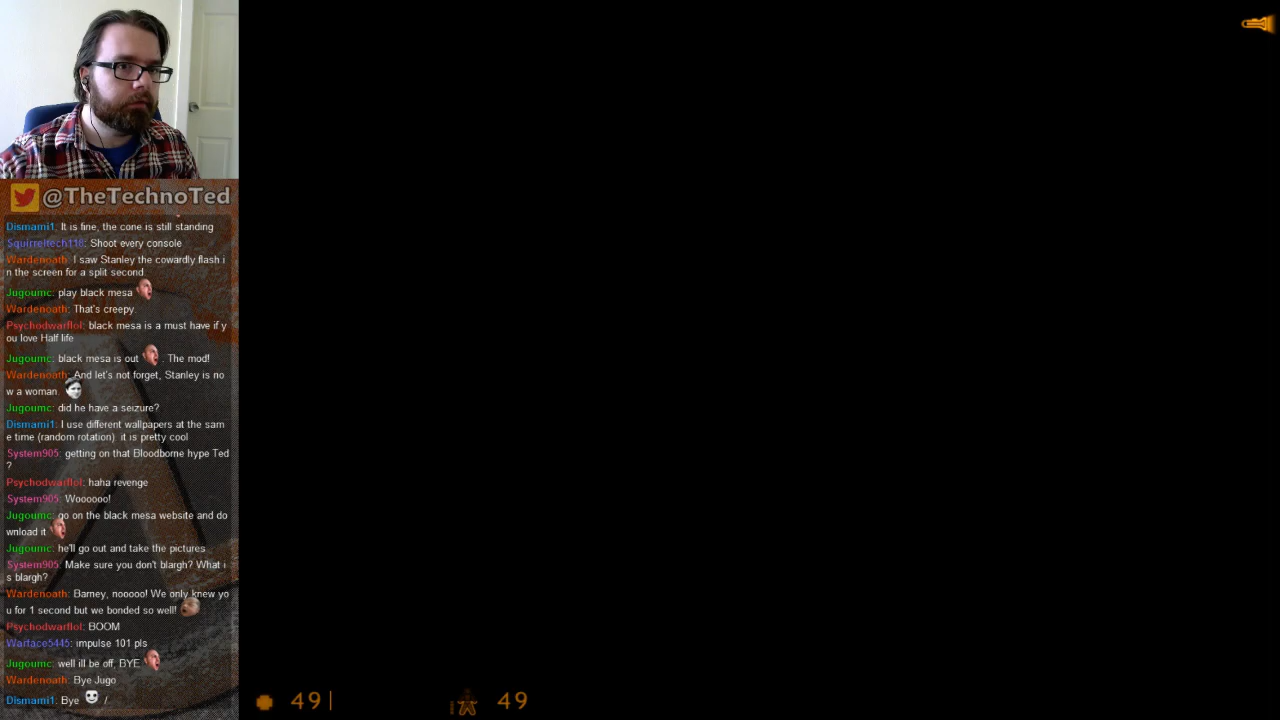 @TheTechnoTed
Dismami1: It is fine, the cone is still standing
Squirreltech118: Shoot every console
Wardenoath: I saw Stanley the cowardly flash i
n the screen for a split second
Jugoumc: play black mesa
Wardenoath: That's creepy.
Psychodwarflol: black mesa is a must have if y
ou love Half life
Jugoumc: black mesa is out . The mod!
Wardenoath: And let's not forget, Stanley is no
w a woman.
Jugoumc: did he have a seizure?
Dismami1: I use different wallpapers at the sam
e time (random rotation) it is pretty cool
System905: getting on that Bloodborne hype Ted
?
Psychodwarflol: haha revenge
System905: Woooooo!
Jugoumc: go on the black mesa website and do
wnload it
Jugoumc: he'll go out and take the pictures
System905: Make sure you don't blargh? What i
s blargh?
Wardenoath: Barney, nooooo! We only knew yo
u for 1 second but we bonded so well!
Psychodwarflol: BOOM
Warface5445: impulse 101 pls
Jugoumc: well ill be off, BYE
Wardenoath: Bye Jugo
Dismami1: Bye /
49| 49